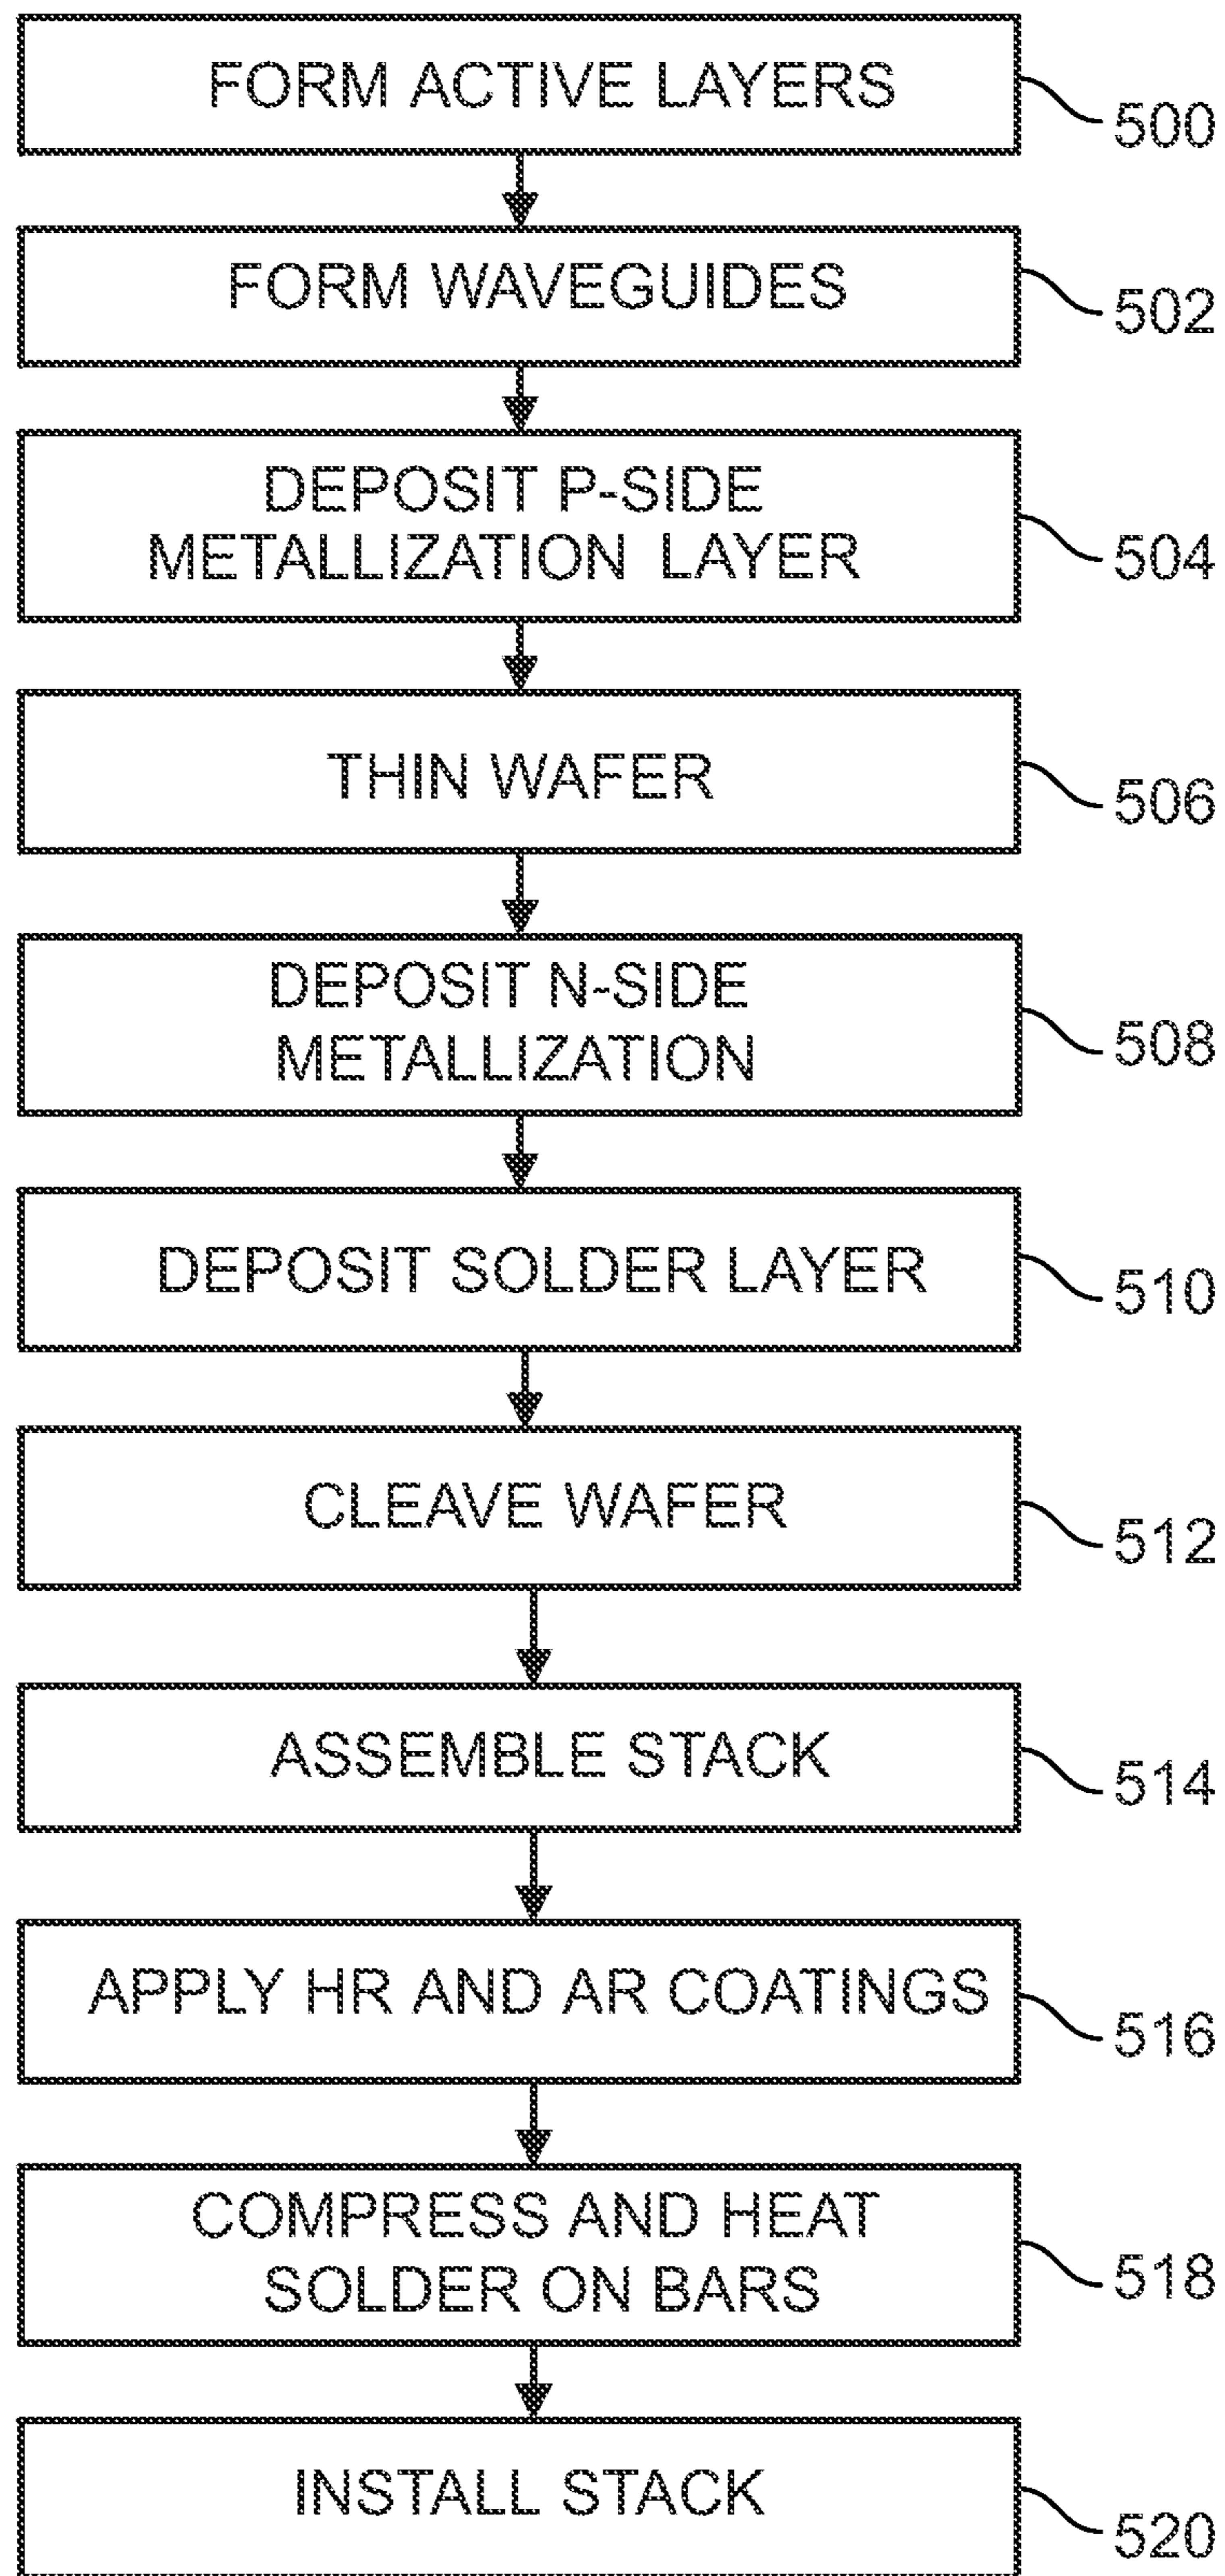 FORM ACTIVE LAYERS
500
FORM WAVEGUIDES
502
DEPOSIT P-SIDE
METALLIZATION LAYER
504
THIN WAFER
506
DEPOSIT N-SIDE
METALLIZATION
508
DEPOSIT SOLDER LAYER
510
CLEAVE WAFER
512
ASSEMBLE STACK
514
APPLY HR AND AR COATINGS
516
COMPRESS AND HEAT
SOLDER ON BARS
518
INSTALL STACK
520